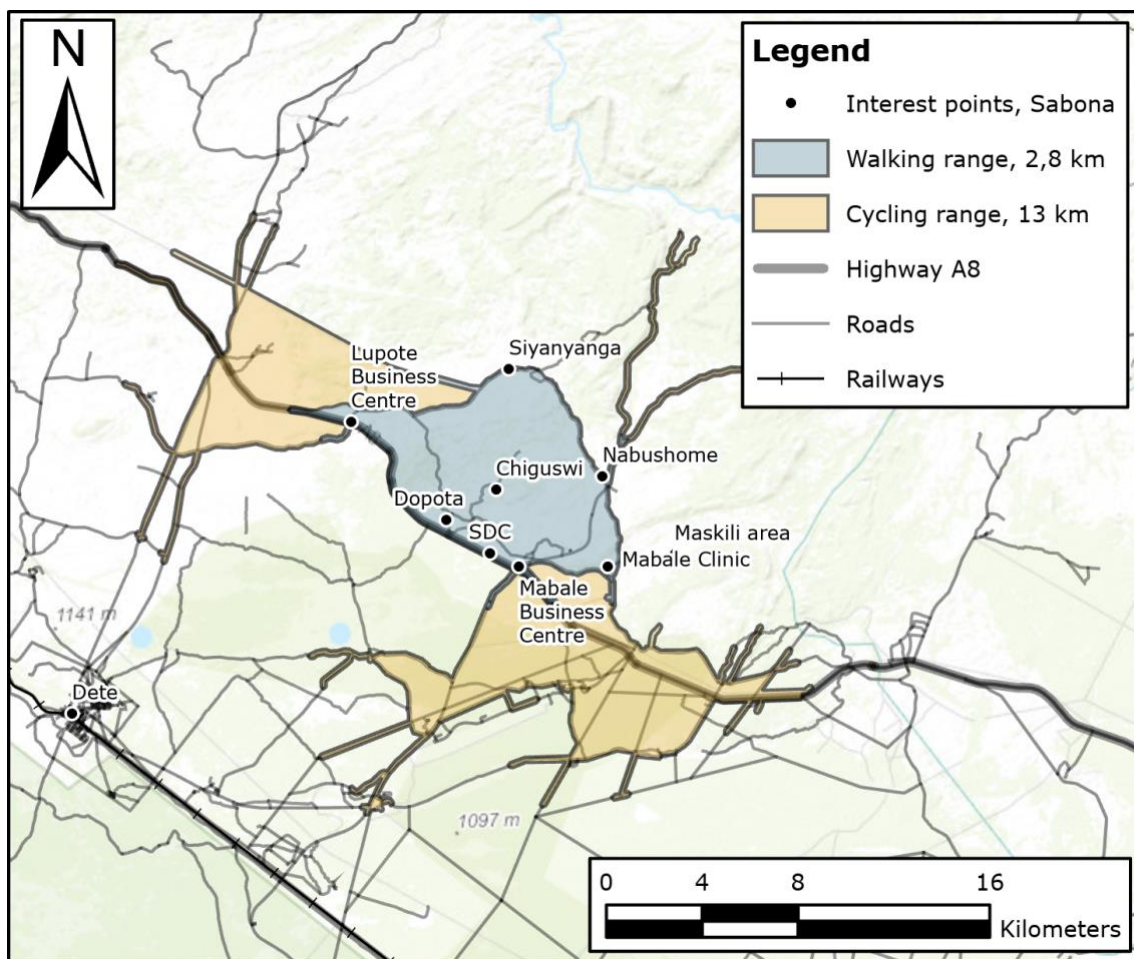 N
Legend
Interest points, Sabona
Walking range, 2,8 km
Cycling range, 13 km
Highway A8
Roads
Railways
Siyanyanga
Lupote
Business
Centre
Nabushome
Chiguswi
Dopota
SDC
Maskili area
Mabale Clinic
Mabale
Business
Centre
1141 m
Dete
1097 m
0 4 8 16
Kilometers